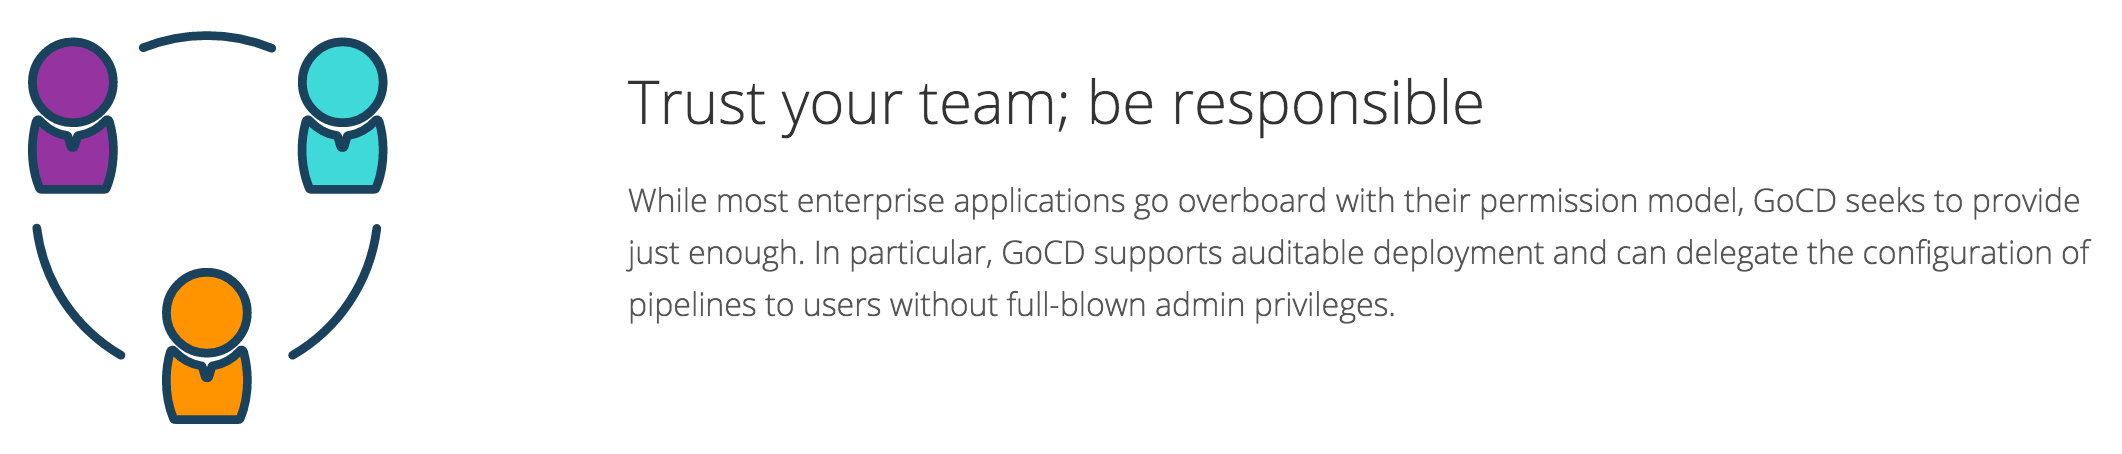 Trust your team; be responsible
While most enterprise applications go overboard with their permission model, GoCD seeks to provide
just enough. In particular, GoCD supports auditable deployment and can delegate the configuration of
pipelines to users without full-blown admin privileges.